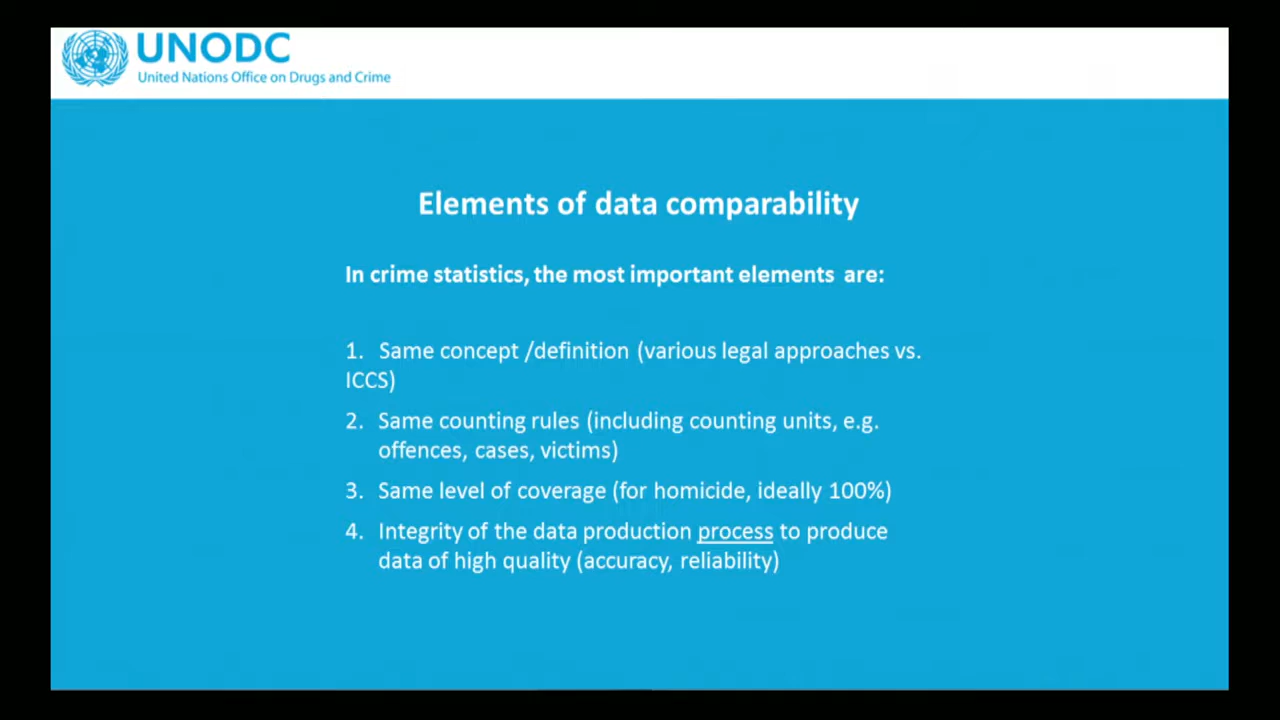 UNODC
United Nations Office on Drugs and Crime
Elements of data comparability
In crime statistics, the most important elements are:
1. Same concept /definition (various legal approaches vs.
ICCS)
2. Same counting rules (including counting units, e.g.
offences, cases, victims)
3. Same level of coverage (for homicide, ideally 100%)
4. Integrity of the data production process to produce
data of high quality (accuracy, reliability)